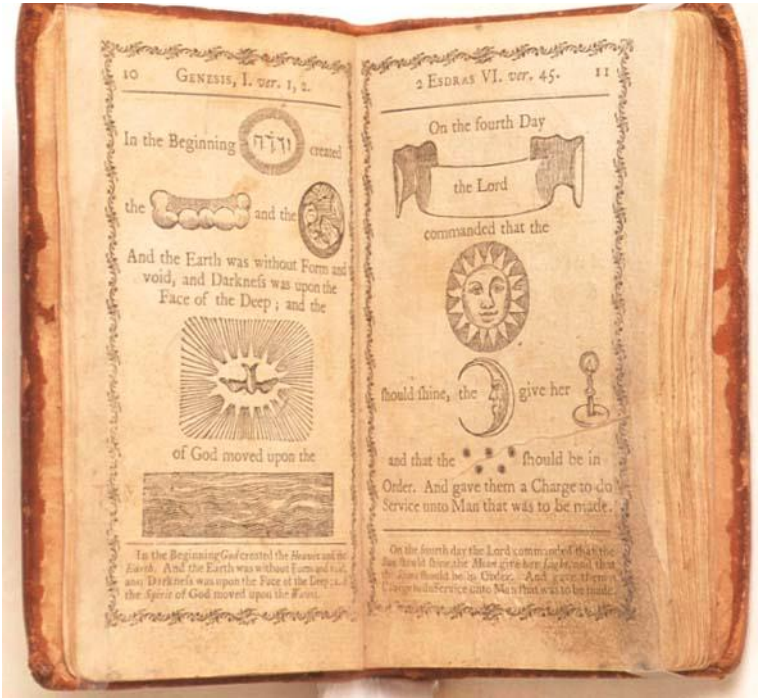 10 GENESIS, I. ver. 1, 2.
In the Beginning יהוה created
the and the
And the Earth was without Form and
void, and Darkneſs was upon the
Face of the Deep ; and the
of God moved upon the
In the Beginning God created the Heaven and the
Earth. And the Earth was without Form and void,
and Darkneſs was upon the Face of the Deep ; and
the Spirit of God moved upon the Waters.
2 ESDRAS VI. ver. 45. 11
On the fourth Day
the Lord
commanded that the
ſhould ſhine, the give her
and that the ſhould be in
Order. And gave them a Charge to do
Service unto Man that was to be made.
On the fourth day the Lord commanded that the
Sun ſhould ſhine, the Moon give her Light, and that
the Stars ſhould be in Order. And gave them a
Charge to do Service unto Man that was to be made.